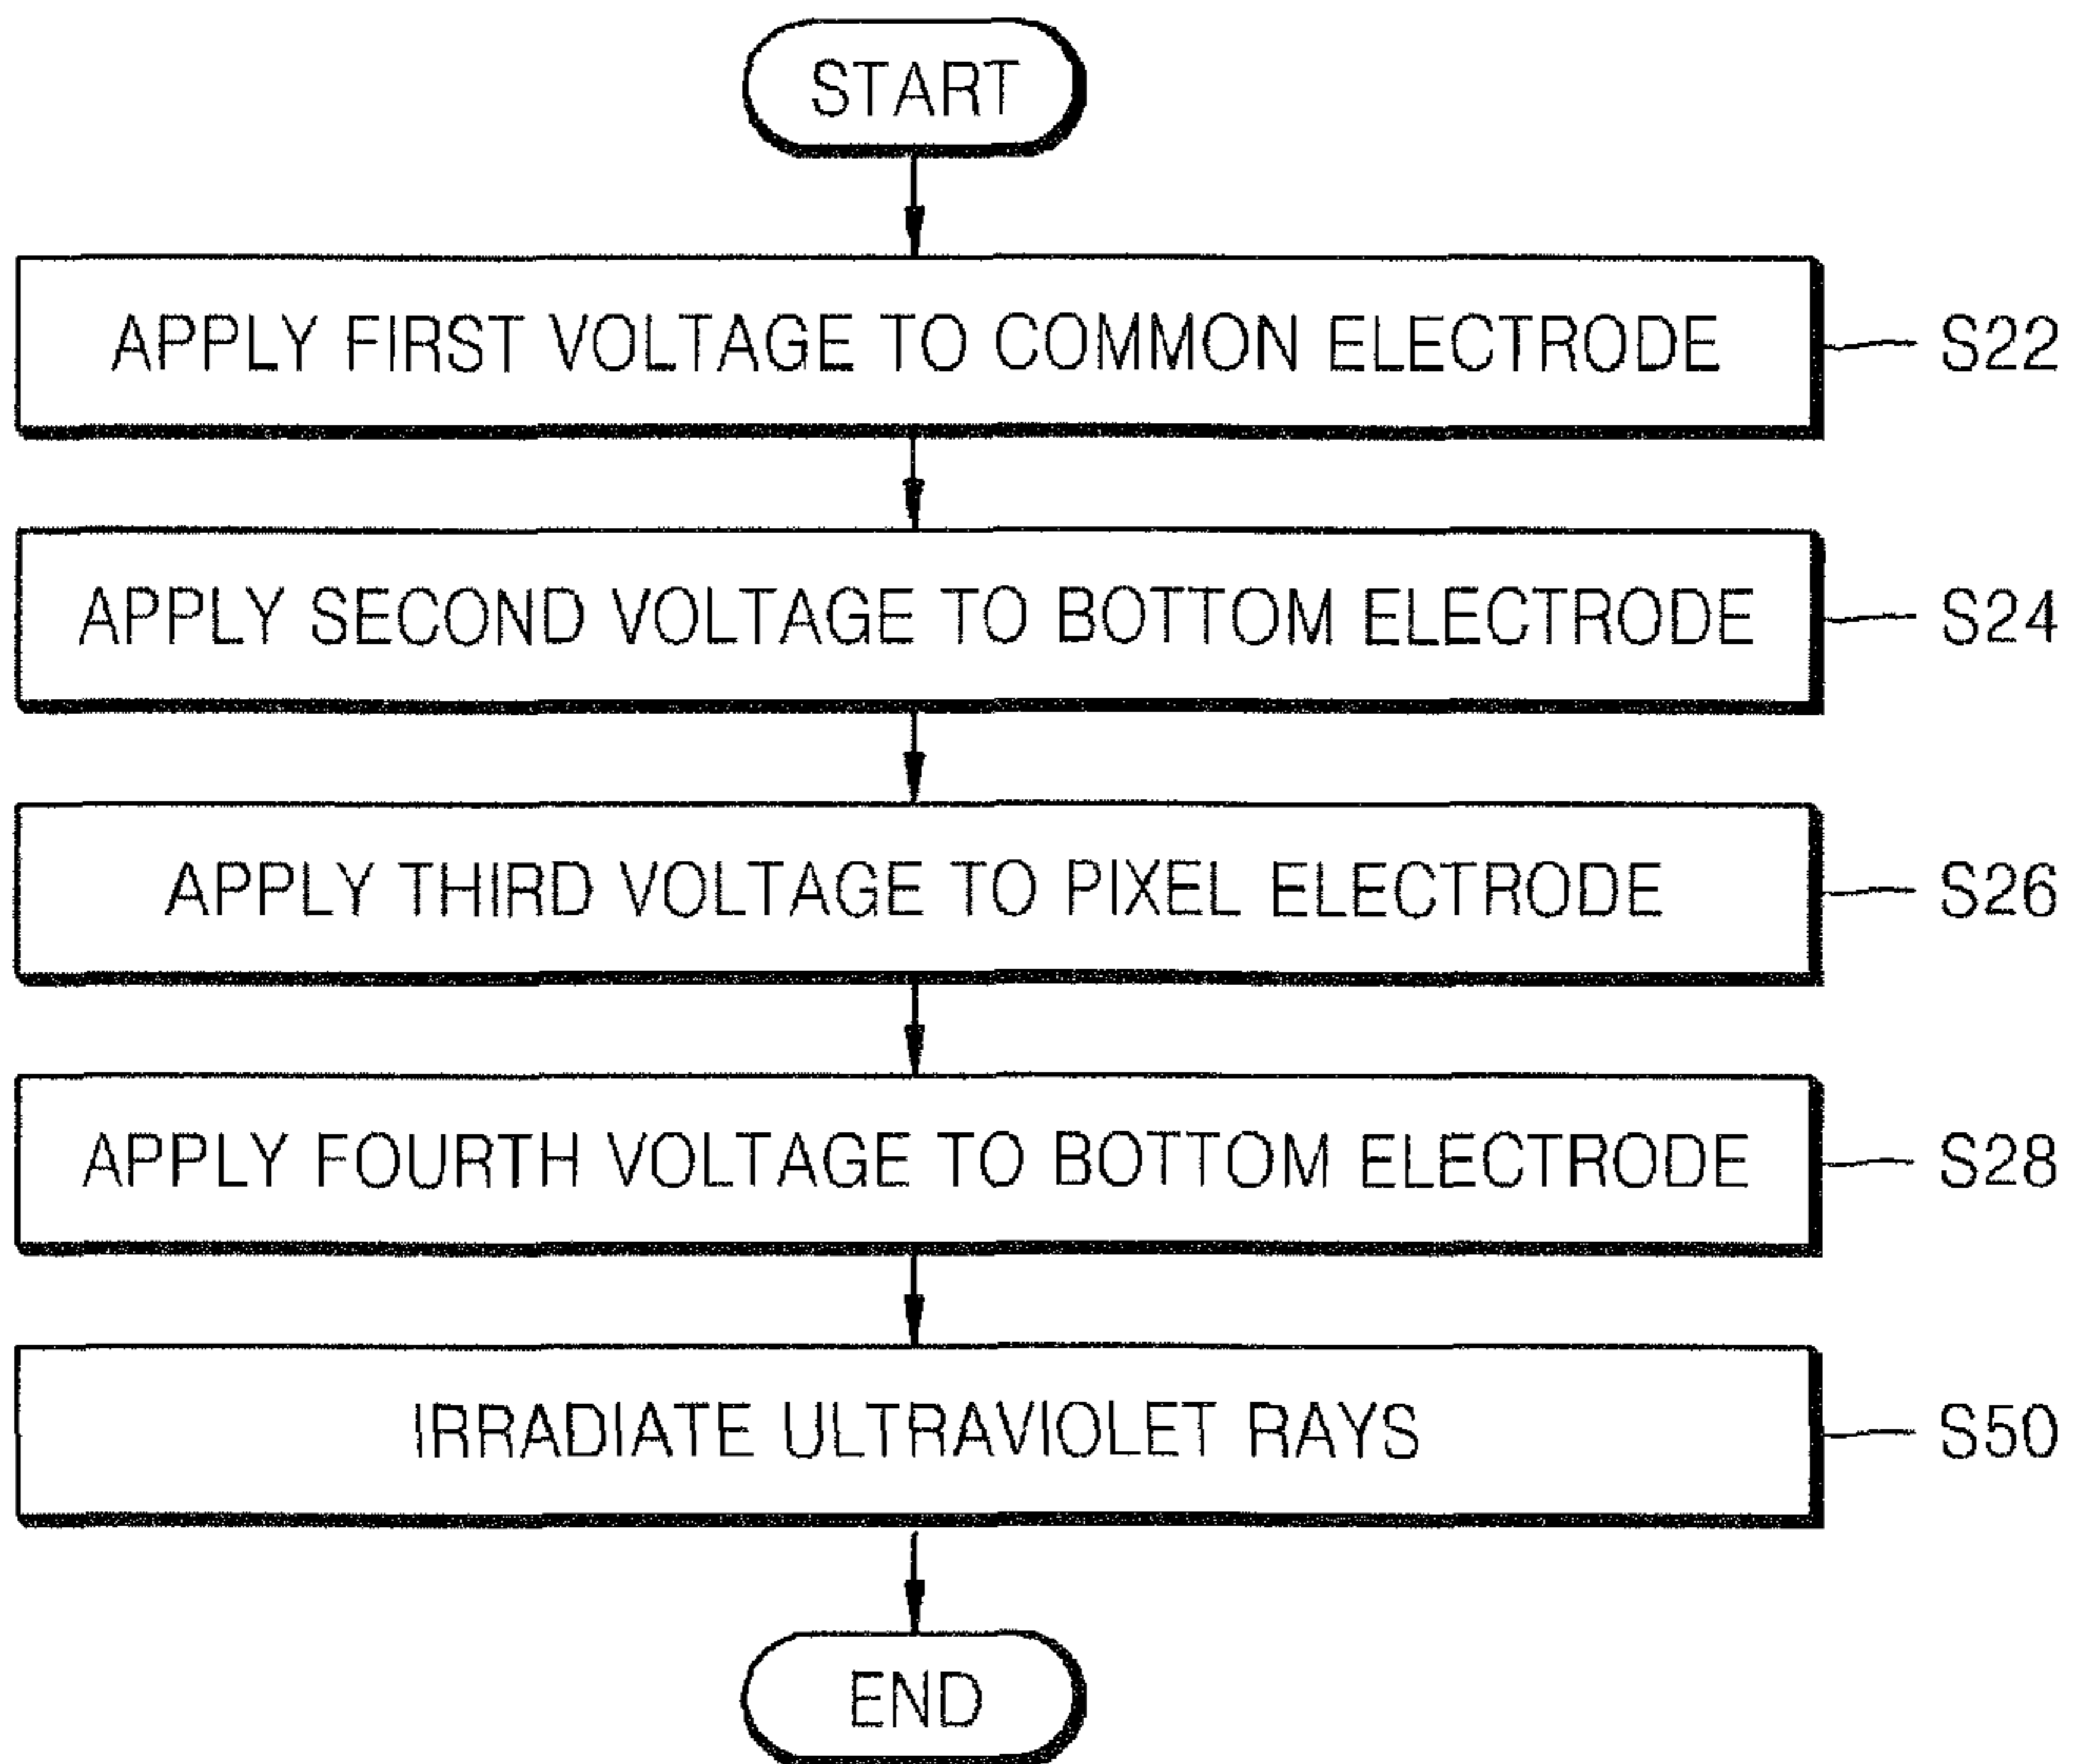 START
APPLY FIRST VOLTAGE TO COMMON ELECTRODE S22
APPLY SECOND VOLTAGE TO BOTTOM ELECTRODE S24
APPLY THIRD VOLTAGE TO PIXEL ELECTRODE S26
APPLY FOURTH VOLTAGE TO BOTTOM ELECTRODE S28
IRRADIATE ULTRAVIOLET RAYS S50
END